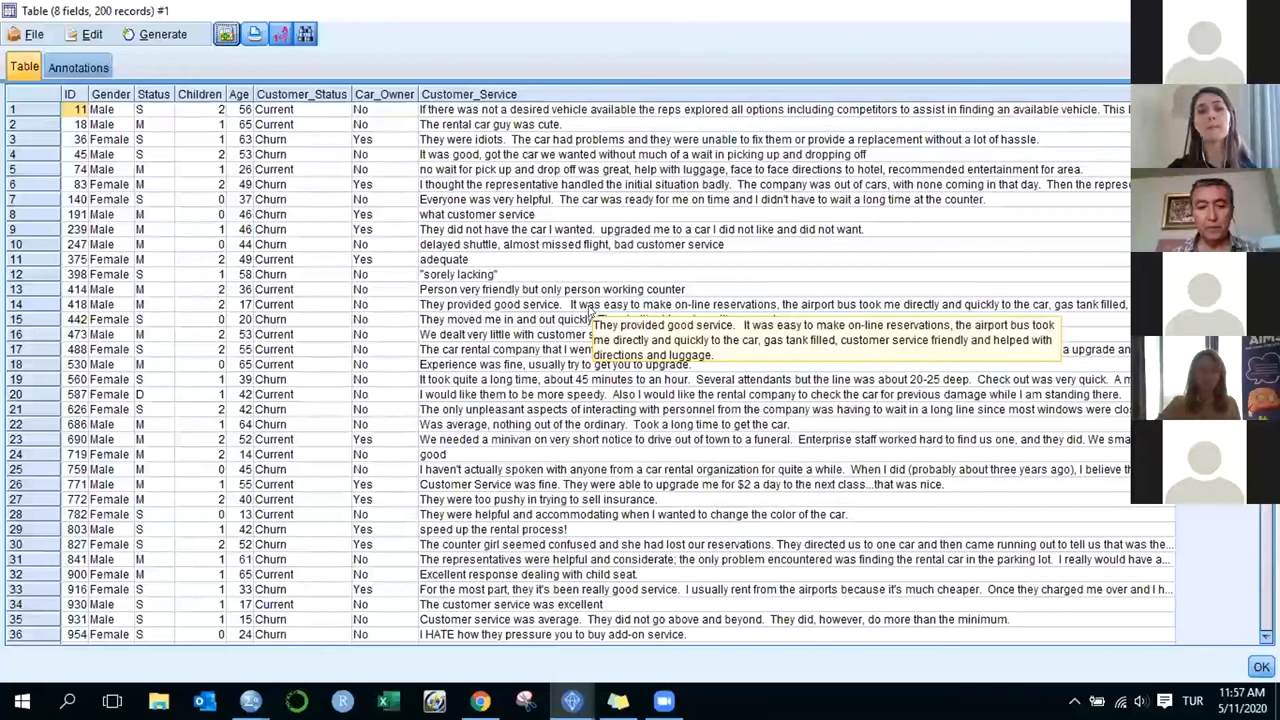 Table (8 fields, 200 records) #1
File Edit Generate
Table Annotations
ID Gender Status Children Age Customer_Status Car_Owner Customer_Service
1 11 Male S 2 56 Current No If there was not a desired vehicle available the reps explored all options including competitors to assist in finding an available vehicle. This
2 18 Male M 1 65 Current No The rental car guy was cute.
3 36 Female S 1 63 Churn Yes They were idiots. The car had problems and they were unable to fix them or provide a replacement without a lot of hassle.
4 45 Male S 2 53 Current No It was good, got the car we wanted without much of a wait in picking up and dropping off
5 74 Male M 1 26 Current No no wait for pick up and drop off was great, help with luggage, face to face directions to hotel, recommended entertainment for area.
6 83 Female M 2 49 Churn Yes I thought the representative handled the initial situation badly. The company was out of cars, with none coming in that day. Then the repres
7 140 Female S 0 37 Churn No Everyone was very helpful. The car was ready for me on time and I didn't have to wait a long time at the counter.
8 191 Male M 0 46 Churn Yes what customer service
9 239 Male M 1 46 Churn Yes They did not have the car I wanted. upgraded me to a car I did not like and did not want.
10 247 Male M 0 44 Churn No delayed shuttle, almost missed flight, bad customer service
11 375 Female M 2 49 Churn Yes adequate
12 398 Female S 1 58 Churn No "sorely lacking"
13 414 Male M 2 36 Current No Person very friendly but only person working counter
14 418 Male M 2 17 Current No They provided good service. It was easy to make on-line reservations, the airport bus took me directly and quickly to the car, gas tank filled,
15 442 Female S 0 20 Churn No They moved me in and out quickly
They provided good service. It was easy to make on-line reservations, the airport bus took
me directly and quickly to the car, gas tank filled, customer service friendly and helped with
directions and luggage.
16 473 Male M 2 53 Current No We dealt very little with customer
17 488 Female S 2 55 Churn No The car rental company that I wen a upgrade an
18 530 Male M 0 65 Current No Experience was fine, usually try to get you to upgrade.
19 560 Female S 1 39 Churn No It took quite a long time, about 45 minutes to an hour. Several attendants but the line was about 20-25 deep. Check out was very quick. A m
20 587 Female D 1 42 Current No I would like them to be more speedy. Also I would like the rental company to check the car for previous damage while I am standing there.
21 626 Female S 2 42 Churn No The only unpleasant aspects of interacting with personnel from the company was having to wait in a long line since most windows were clos
22 686 Male M 1 64 Churn No Was average, nothing out of the ordinary. Took a long time to get the car.
23 690 Male M 2 52 Current Yes We needed a minivan on very short notice to drive out of town to a funeral. Enterprise staff worked hard to find us one, and they did. We sma
24 719 Female M 2 14 Current No good
25 759 Male M 0 45 Churn No I haven't actually spoken with anyone from a car rental organization for quite a while. When I did (probably about three years ago), I believe th
26 771 Male M 1 55 Current Yes Customer Service was fine. They were able to upgrade me for $2 a day to the next class...that was nice.
27 772 Female M 2 40 Current Yes They were too pushy in trying to sell insurance.
28 782 Female S 0 13 Current No They were helpful and accommodating when I wanted to change the color of the car.
29 803 Male S 1 42 Churn Yes speed up the rental process!
30 827 Female S 2 52 Churn Yes The counter girl seemed confused and she had lost our reservations. They directed us to one car and then came running out to tell us that was the...
31 841 Male M 1 61 Churn No The representatives were helpful and considerate; the only problem encountered was finding the rental car in the parking lot. I really would have a...
32 900 Female M 1 65 Current No Excellent response dealing with child seat.
33 916 Female S 1 33 Churn Yes For the most part, they it's been really good service. I usually rent from the airports because it's much cheaper. Once they charged me over and I h...
34 930 Male S 1 17 Current No The customer service was excellent
35 931 Male S 1 15 Churn No Customer service was average. They did not go above and beyond. They did, however, do more than the minimum.
36 954 Female S 0 24 Churn No I HATE how they pressure you to buy add-on service.
OK
TUR
11:57 AM
5/11/2020